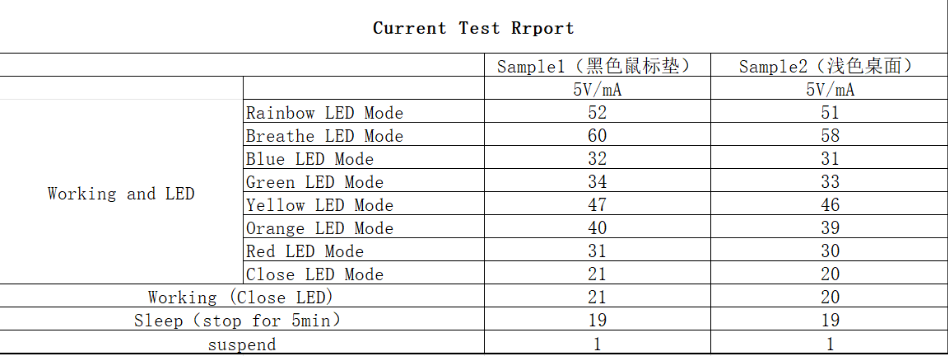 Current Test Rrport
Sample1（黑色鼠标垫） Sample2（浅色桌面）
5V/mA 5V/mA
Working and LED
Rainbow LED Mode 52 51
Breathe LED Mode 60 58
Blue LED Mode 32 31
Green LED Mode 34 33
Yellow LED Mode 47 46
Orange LED Mode 40 39
Red LED Mode 31 30
Close LED Mode 21 20
Working (Close LED) 21 20
Sleep（stop for 5min） 19 19
suspend 1 1